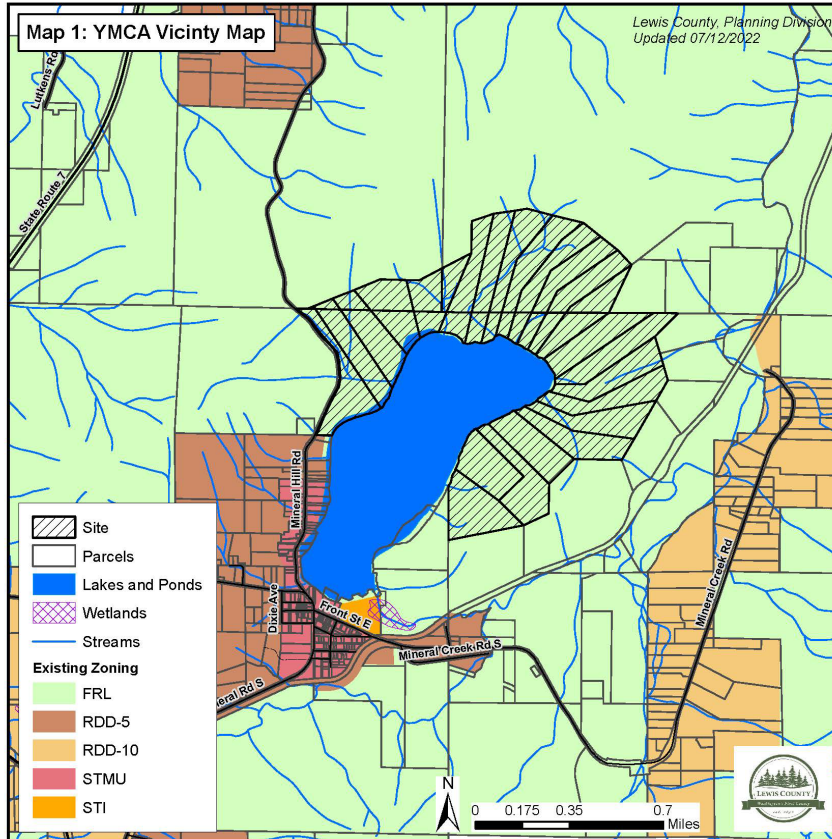 Map 1: YMCA Vicinty Map
Lewis County, Planning Division
Updated 07/12/2022
Lutkens Rd
State Route 7
Mineral Hill Rd
Dixie Ave
Front St E
Mineral Creek Rd S
Mineral Creek Rd
eral Rd S
Site
Parcels
Lakes and Ponds
Wetlands
Streams
Existing Zoning
FRL
RDD-5
RDD-10
STMU
STI
N
0 0.175 0.35 0.7
Miles
LEWIS COUNTY